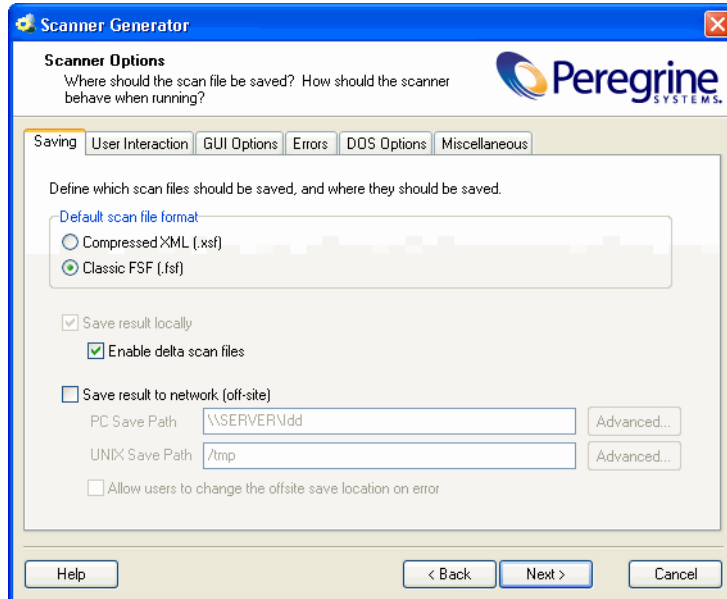 Scanner Generator
Scanner Options
Where should the scan file be saved? How should the scanner
behave when running?
Peregrine
SYSTEMS.
Saving
User Interaction
GUI Options
Errors
DOS Options
Miscellaneous
Define which scan files should be saved, and where they should be saved.
Default scan file format
Compressed XML (.xsf)
Classic FSF (.fsf)
Save result locally
Enable delta scan files
Save result to network (off-site)
PC Save Path
\\SERVER\Idd
Advanced...
UNIX Save Path
/tmp
Advanced...
Allow users to change the offsite save location on error
Help
< Back
Next >
Cancel